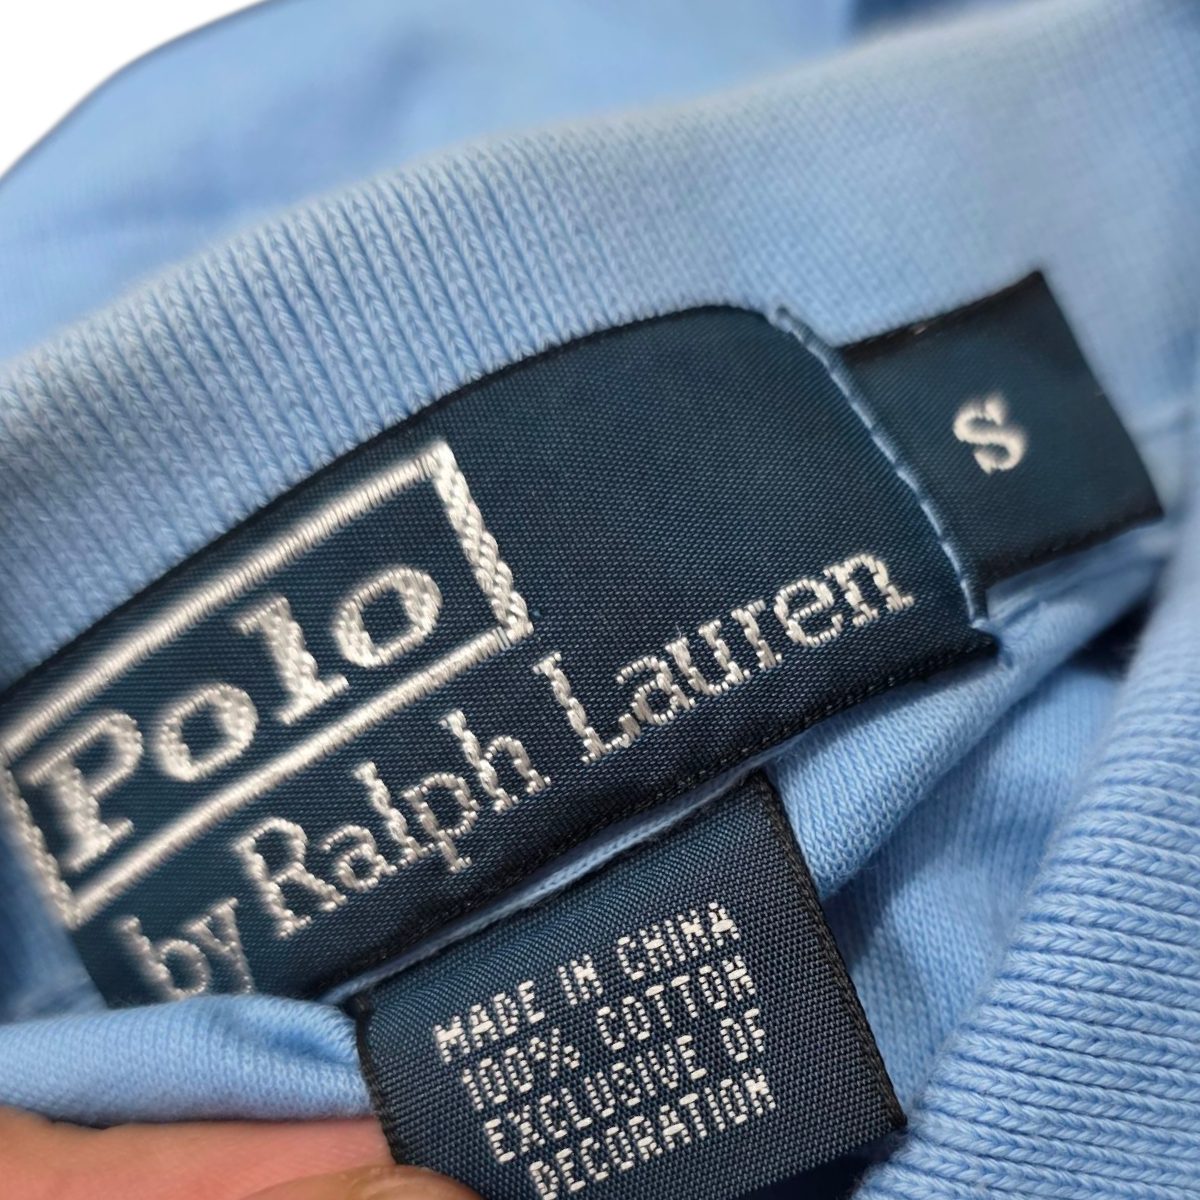 Polo
by Ralph Lauren
S
MADE IN CHINA
100% COTTON
EXCLUSIVE OF
DECORATION